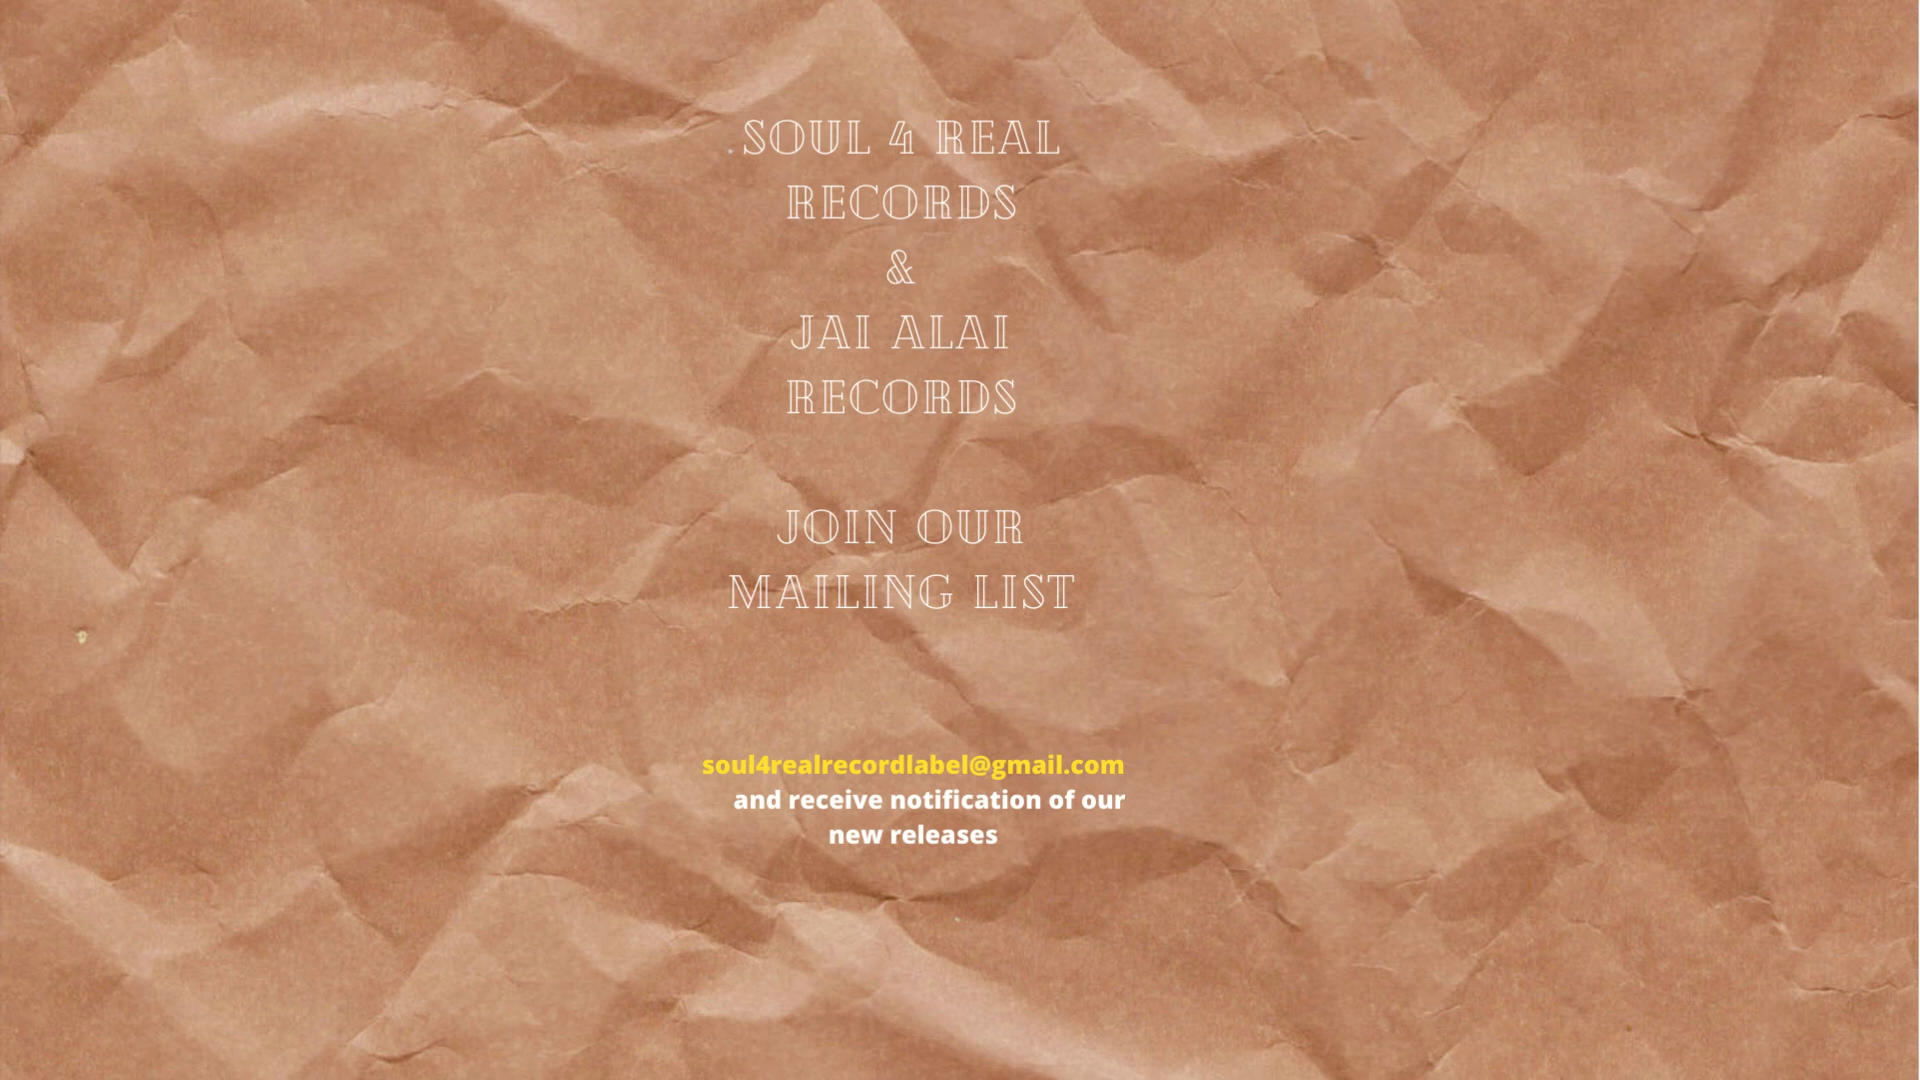 .SOUL 4 REAL
RECORDS
&
JAI ALAI
RECORDS
JOIN OUR
MAILING LIST
soul4realrecordlabel@gmail.com
and receive notification of our
new releases